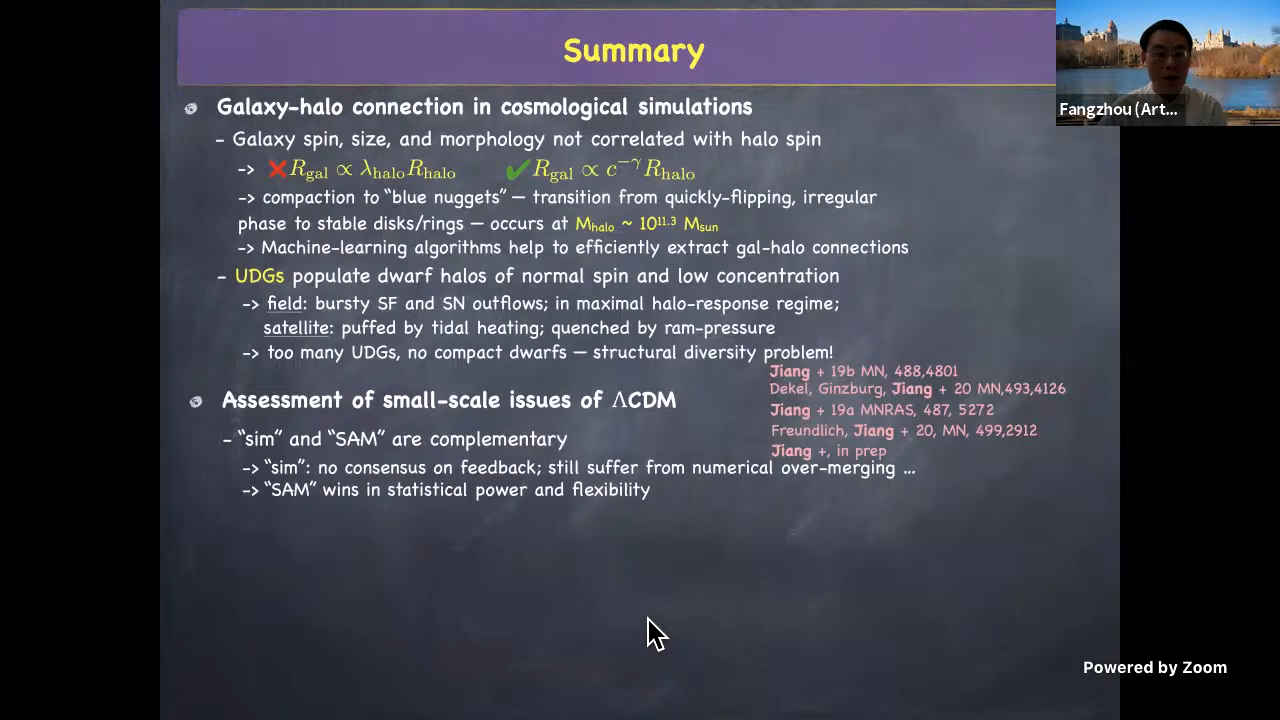 Summary
Fangzhou (Art...
Galaxy-halo connection in cosmological simulations
- Galaxy spin, size, and morphology not correlated with halo spin
-> ❌ R_gal ∝ λ_halo R_halo ✔ R_gal ∝ c^−γ R_halo
-> compaction to “blue nuggets” — transition from quickly-flipping, irregular
phase to stable disks/rings — occurs at M_halo ~ 10^11.3 M_sun
-> Machine-learning algorithms help to efficiently extract gal-halo connections
- UDGs populate dwarf halos of normal spin and low concentration
-> field: bursty SF and SN outflows; in maximal halo-response regime;
satellite: puffed by tidal heating; quenched by ram-pressure
-> too many UDGs, no compact dwarfs — structural diversity problem!
Jiang + 19b MN, 488,4801
Dekel, Ginzburg, Jiang + 20 MN,493,4126
Jiang + 19a MNRAS, 487, 5272
Freundlich, Jiang + 20, MN, 499,2912
Jiang +, in prep
Assessment of small-scale issues of ΛCDM
- “sim” and “SAM” are complementary
-> “sim”: no consensus on feedback; still suffer from numerical over-merging ...
-> “SAM” wins in statistical power and flexibility
Powered by Zoom